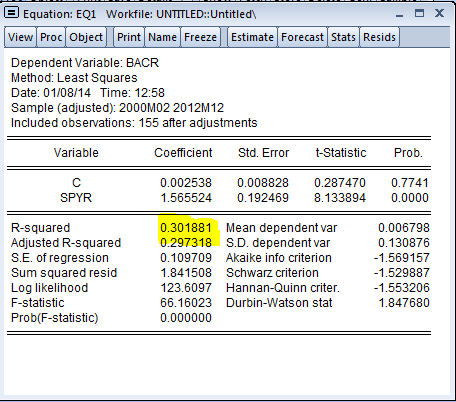 Equation: EQ1   Workfile: UNTITLED::Untitled\
View Proc Object Print Name Freeze Estimate Forecast Stats Resids
Dependent Variable: BACR
Method: Least Squares
Date: 01/08/14   Time: 12:58
Sample (adjusted): 2000M02 2012M12
Included observations: 155 after adjustments
Variable Coefficient Std. Error t-Statistic Prob.
C 0.002538 0.008828 0.287470 0.7741
SPYR 1.565524 0.192469 8.133894 0.0000
R-squared 0.301881 Mean dependent var 0.006798
Adjusted R-squared 0.297318 S.D. dependent var 0.130876
S.E. of regression 0.109709 Akaike info criterion -1.569157
Sum squared resid 1.841508 Schwarz criterion -1.529887
Log likelihood 123.6097 Hannan-Quinn criter. -1.553206
F-statistic 66.16023 Durbin-Watson stat 1.847680
Prob(F-statistic) 0.000000